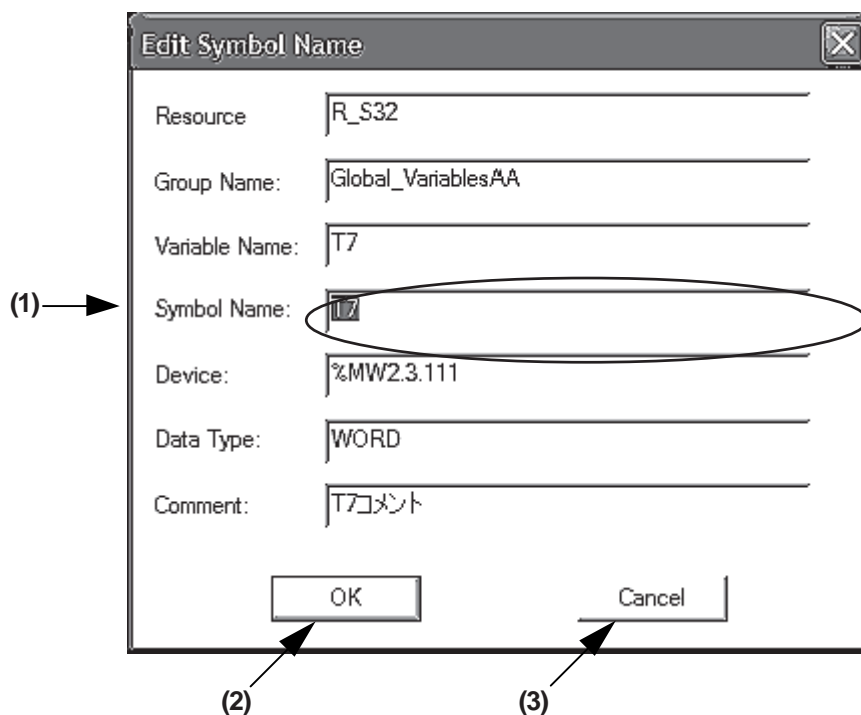 Edit Symbol Name
Resource R_S32
Group Name: Global_VariablesAA
Variable Name: T7
(1) Symbol Name: T7
Device: %MW2.3.111
Data Type: WORD
Comment: T7コメント
OK Cancel
(2) (3)